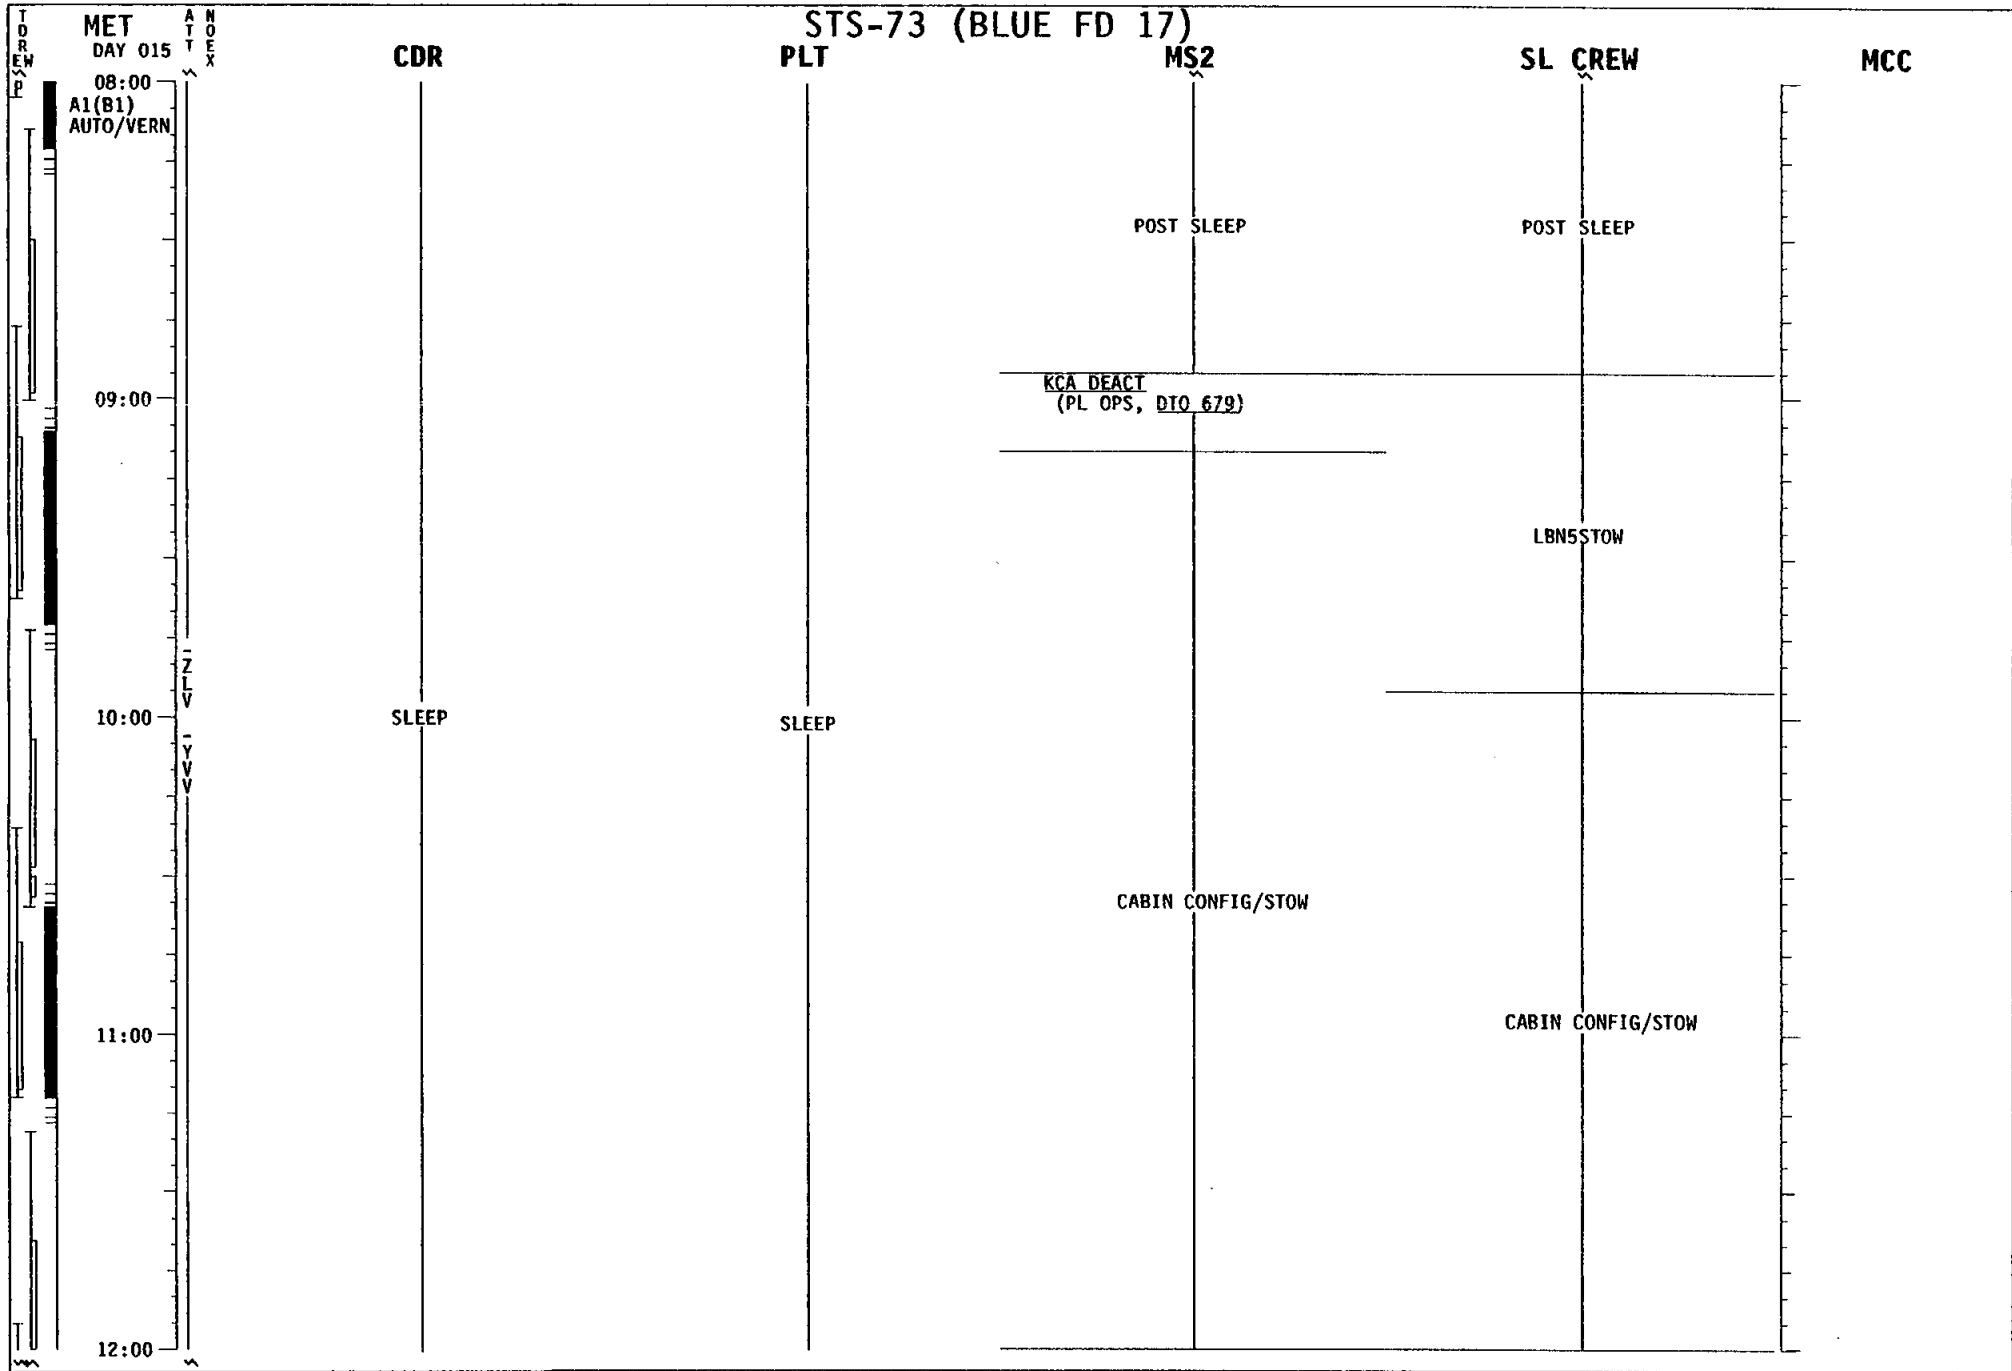 STS-73 (BLUE FD 17)
TDREW
P
MET
DAY 015
ATT
NOEX
CDR
PLT
MS2
SL CREW
MCC
08:00
A1(B1)
AUTO/VERN
POST SLEEP
POST SLEEP
KCA DEACT
09:00
(PL OPS, DTO 679)
LBN5STOW
-ZLV
10:00
SLEEP
SLEEP
-YVV
CABIN CONFIG/STOW
CABIN CONFIG/STOW
11:00
12:00